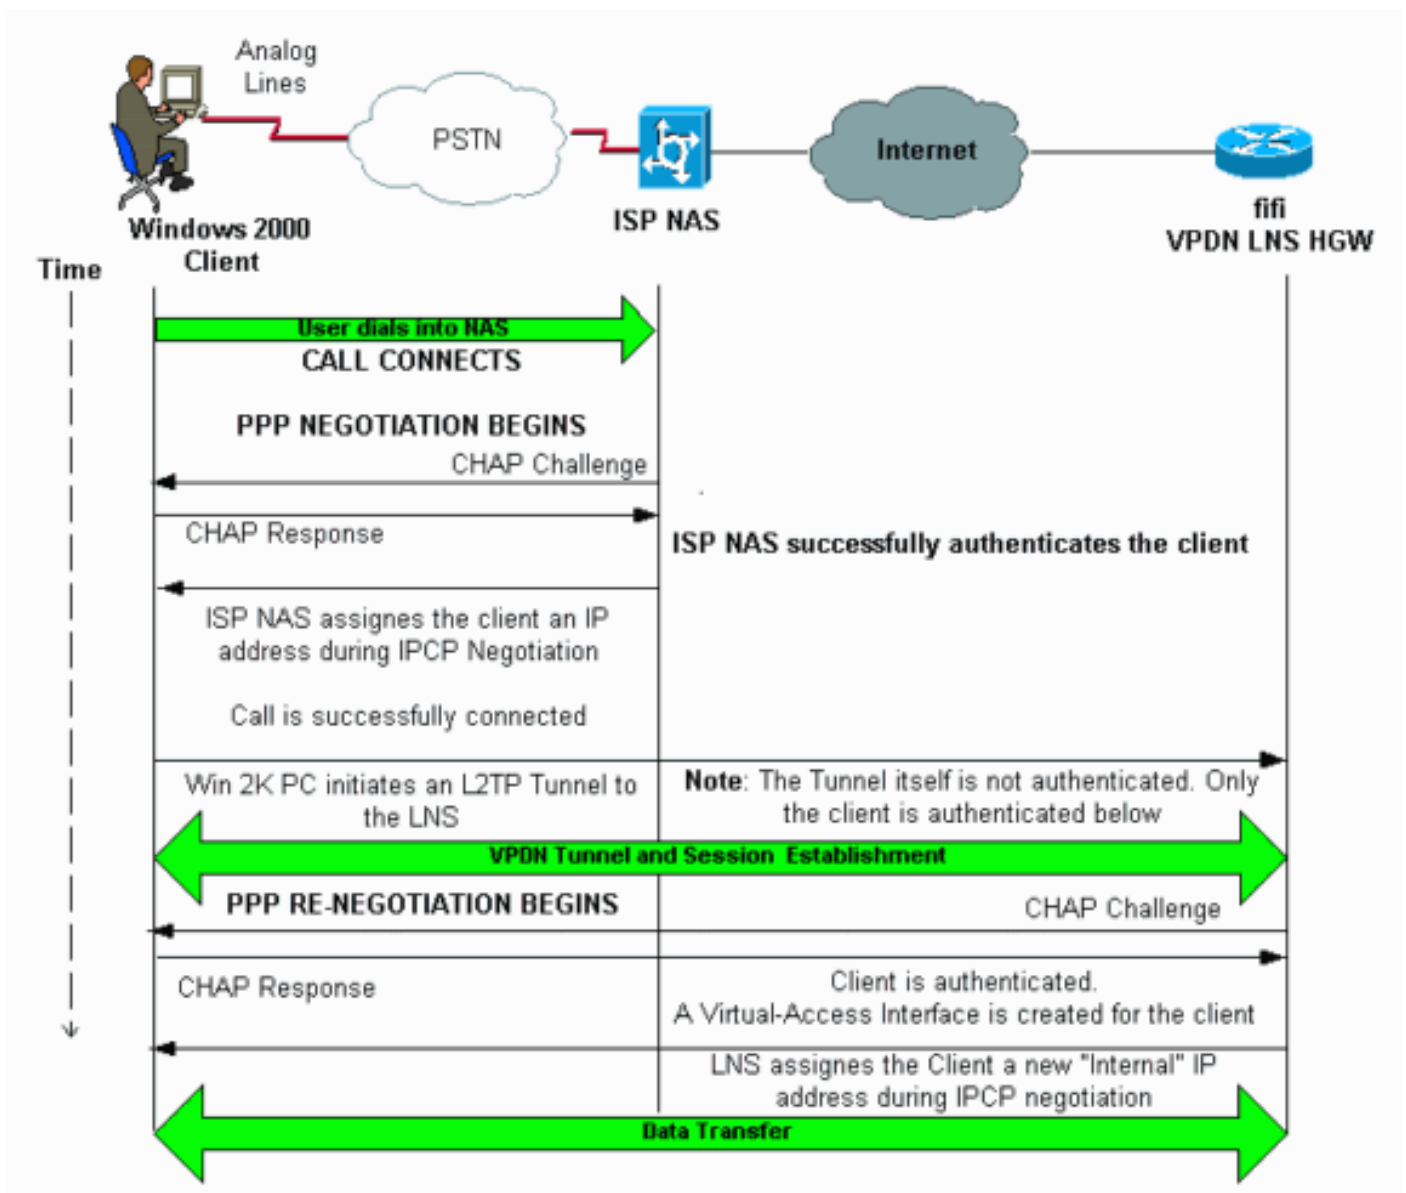 Analog
Lines
PSTN
Internet
ISP NAS
fifi
VPDN LNS HGW
Windows 2000
Client
Time
User dials into NAS
CALL CONNECTS
PPP NEGOTIATION BEGINS
CHAP Challenge
CHAP Response
ISP NAS successfully authenticates the client
ISP NAS assignes the client an IP
address during IPCP Negotiation
Call is successfully connected
Win 2K PC initiates an L2TP Tunnel to
the LNS
Note: The Tunnel itself is not authenticated. Only
the client is authenticated below
VPDN Tunnel and Session Establishment
PPP RE-NEGOTIATION BEGINS
CHAP Challenge
CHAP Response
Client is authenticated.
A Virtual-Access Interface is created for the client
LNS assignes the Client a new "Internal" IP
address during IPCP negotiation
Data Transfer